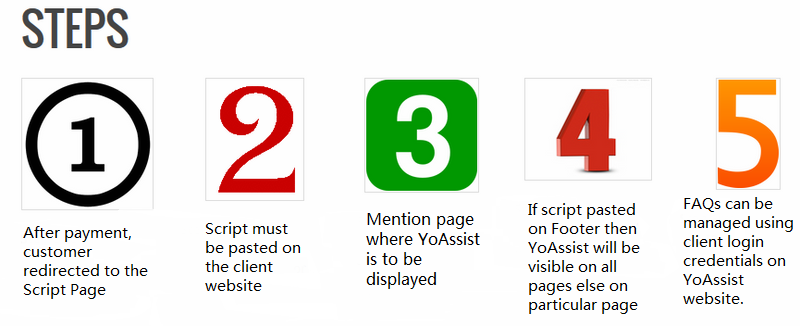 STEPS
1
After payment,
customer
redirected to the
Script Page
2
Script must
be pasted on
the client
website
3
Mention page
where YoAssist
is to be
displayed
4
If script pasted
on Footer then
YoAssist will be
visible on all
pages else on
particular page
5
FAQs can be
managed using
client login
credentials on
YoAssist
website.